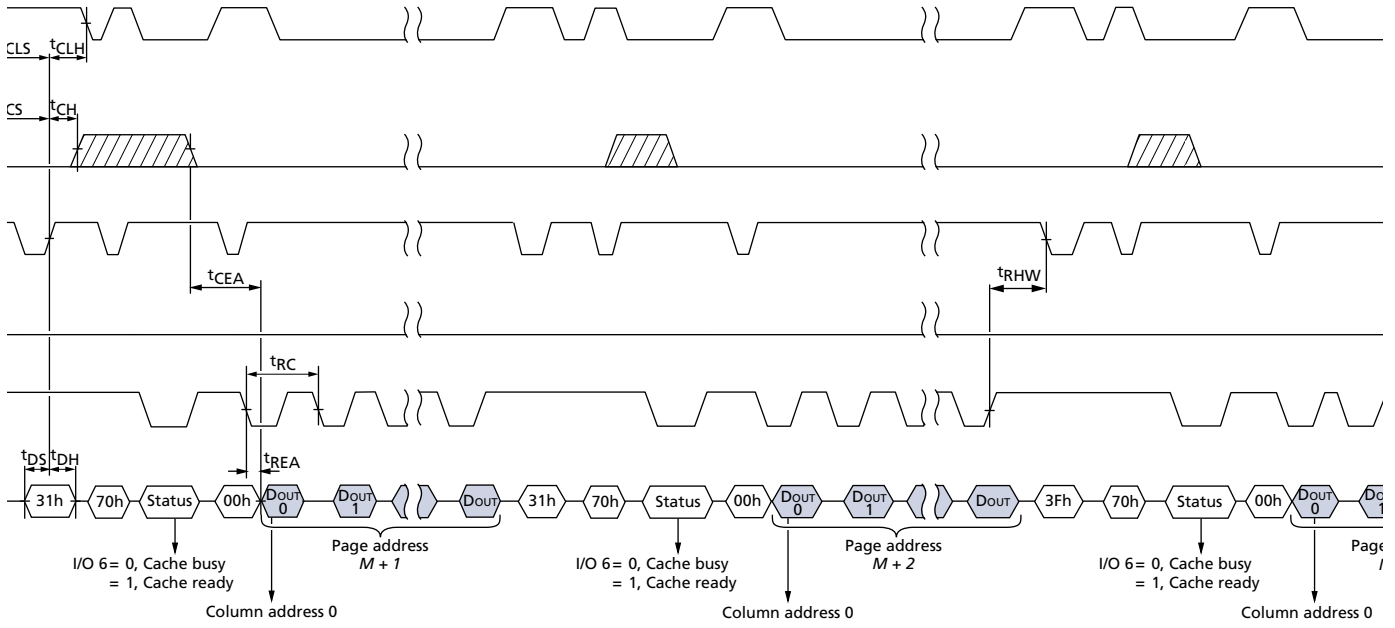 CLS tCLH
CS tCH
tCEA
tRHW
tRC
tDS tDH
tREA
31h 70h Status 00h DOUT 0 DOUT 1 DOUT 31h 70h Status 00h DOUT 0 DOUT 1 DOUT 3Fh 70h Status 00h DOUT 0
Page address
M + 1
Page address
M + 2
I/O 6 = 0, Cache busy
= 1, Cache ready
I/O 6 = 0, Cache busy
= 1, Cache ready
I/O 6 = 0, Cache busy
= 1, Cache ready
Column address 0
Column address 0
Column address 0